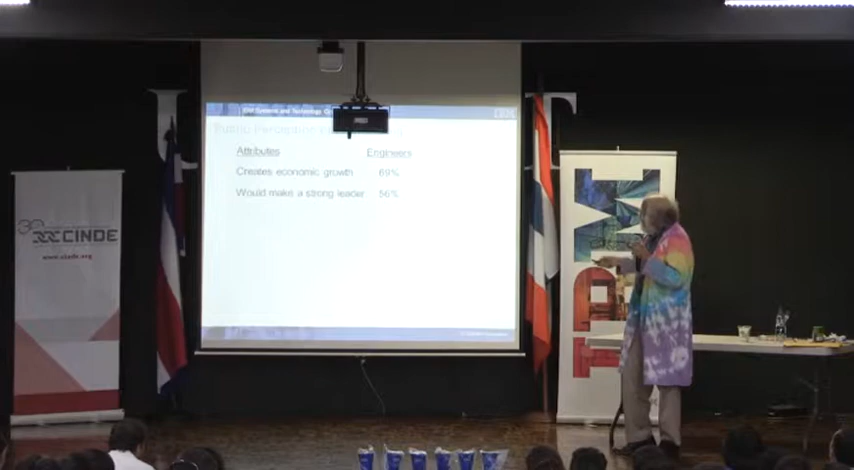 IBM Systems and Technology
IBM
Attributes Engineers
Creates economic growth 69%
Would make a strong leader 56%
30
CINDE
www.cinde.org
IBM